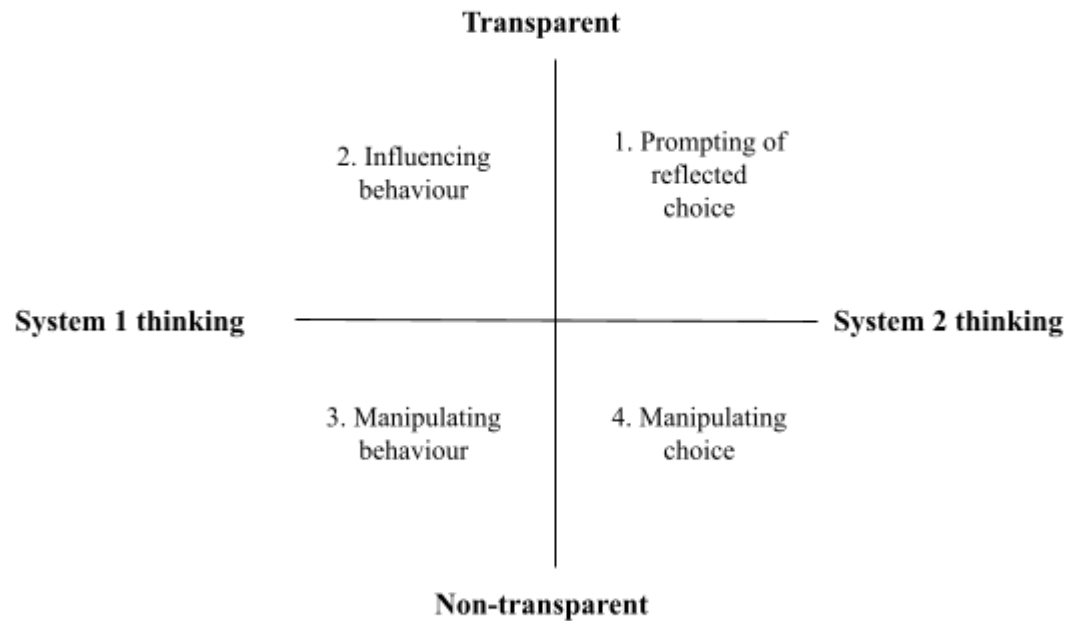 Transparent
2. Influencing
behaviour
1. Prompting of
reflected
choice
System 1 thinking
System 2 thinking
3. Manipulating
behaviour
4. Manipulating
choice
Non-transparent